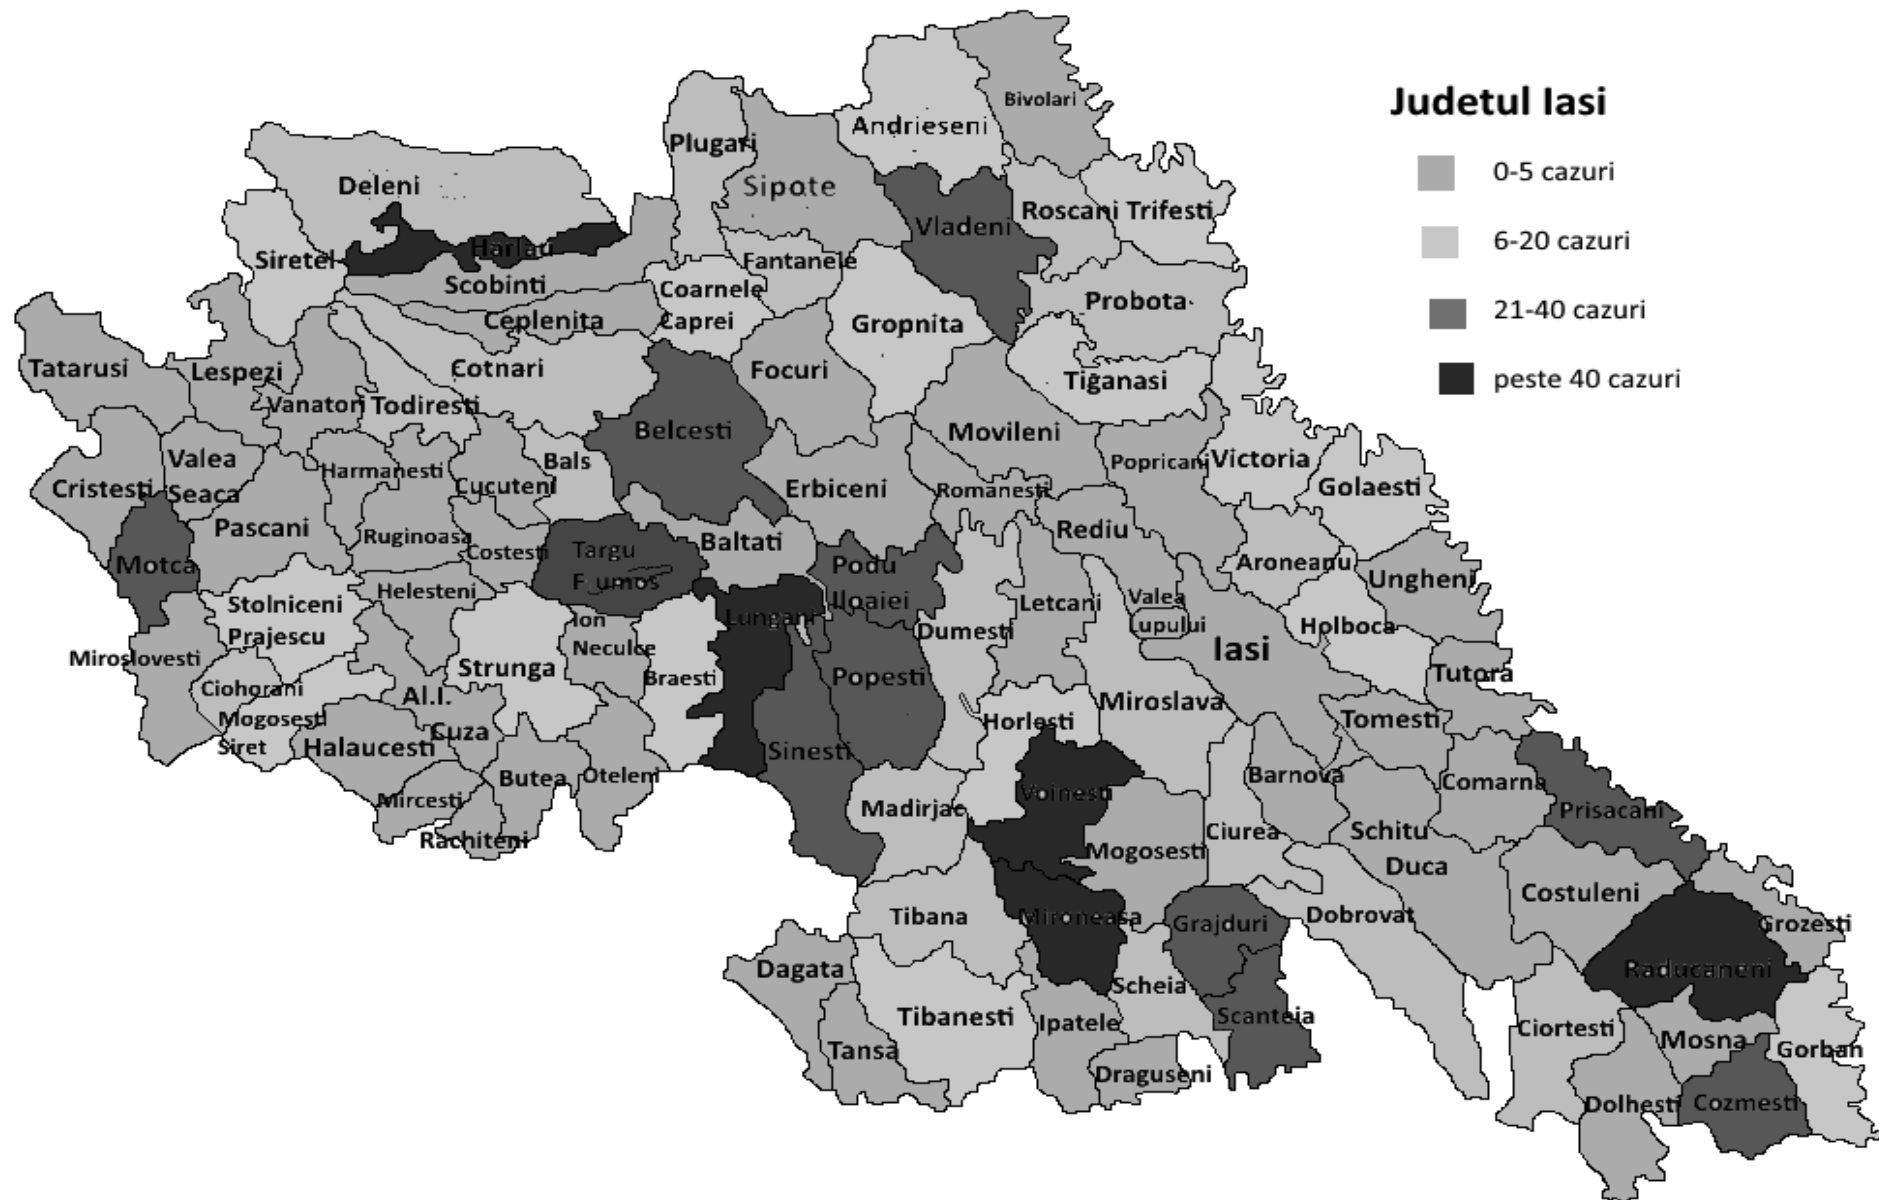 Judetul Iasi
0-5 cazuri
6-20 cazuri
21-40 cazuri
peste 40 cazuri
Bivolari
Andrieseni
Plugari
Sipote
Deleni
Vladeni
Roscani
Trifesti
Siretel
Harlau
Scobinti
Fantanele
Coarnele
Caprei
Probota
Ceplenita
Gropnita
Tatarusi
Lespezi
Cotnari
Focuri
Tiganasi
Vanatori
Todiresti
Belcesti
Movileni
Valea
Seaca
Harmanesti
Bals
Cucuteni
Popricani
Victoria
Cristesti
Erbiceni
Romanesti
Golaesti
Pascani
Ruginoasa
Costesti
Targu
Frumos
Baltati
Rediu
Motca
Podu
Iloaiei
Aroneanu
Ungheni
Helesteni
Stolniceni
Prajescu
Ion
Neculce
Lungani
Dumesti
Letcani
Valea
Lupului
Holboca
Iasi
Miroslovesti
Strunga
Braesti
Popesti
Tutora
Ciohorani
Al.I.
Cuza
Mogosesti
Siret
Halaucesti
Horlesti
Miroslava
Tomesti
Sinesti
Butea
Oteleni
Mircesti
Rachiteni
Voinesti
Barnova
Comarna
Madirjac
Prisacani
Mogosesti
Ciurea
Schitu
Duca
Costuleni
Tibana
Mironeasa
Grajduri
Dobrovat
Grozesti
Dagata
Scheia
Raducaneni
Tibanesti
Ipatele
Scanteia
Ciortesti
Mosna
Gorban
Tansa
Draguseni
Dolhesti
Cozmesti